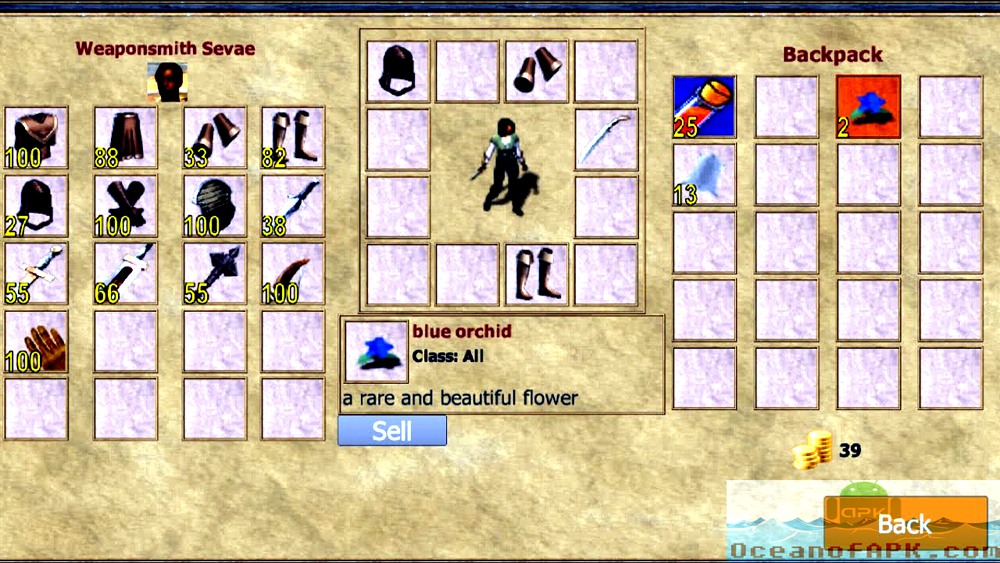 Weaponsmith Sevae
100
88
33
82
27
100
100
38
55
66
55
100
100
blue orchid
Class: All
a rare and beautiful flower
Sell
Backpack
25
2
13
39
apk
Back
OceanofAPK.com